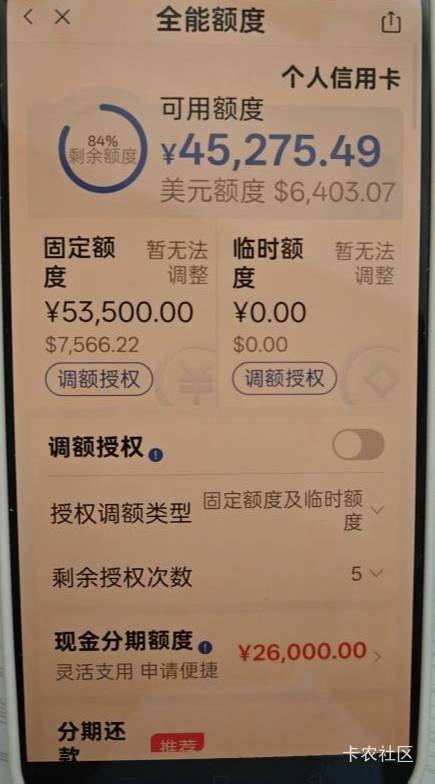 全能额度
个人信用卡
可用额度
84%
剩余额度
¥45,275.49
美元额度 $6,403.07
固定额
度
暂无法
调整
¥53,500.00
$7,566.22
调额授权
临时额
度
暂无法
调整
¥0.00
$0.00
调额授权
调额授权
授权调额类型
固定额度及临时额
度
剩余授权次数
5
现金分期额度
¥26,000.00
灵活支用 申请便捷
分期还
款
推荐
卡农社区